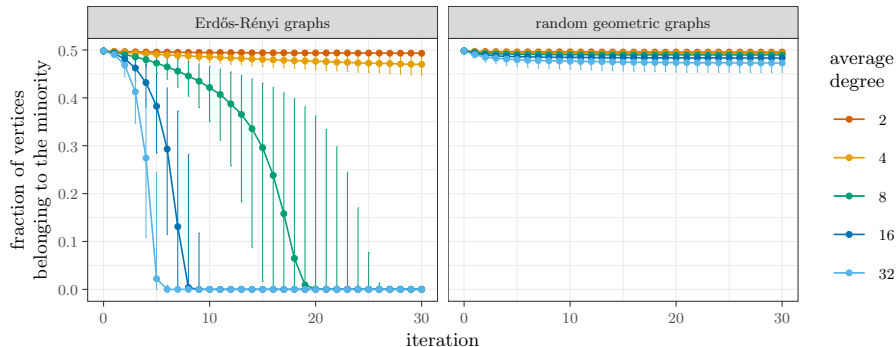 Erdős-Rényi graphs
random geometric graphs
fraction of vertices
belonging to the minority
0.5
0.4
0.3
0.2
0.1
0.0
0
10
20
30
0
10
20
30
iteration
average
degree
2
4
8
16
32